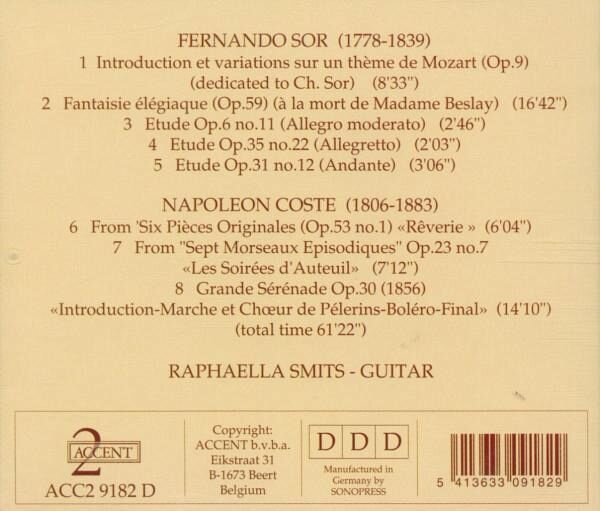 FERNANDO SOR (1778-1839)
1 Introduction et variations sur un thème de Mozart (Op.9)
(dedicated to Ch. Sor) (8'33")
2 Fantaisie élégiaque (Op.59) (à la mort de Madame Beslay) (16'42")
3 Etude Op.6 no.11 (Allegro moderato) (2'46")
4 Etude Op.35 no.22 (Allegretto) (2'03")
5 Etude Op.31 no.12 (Andante) (3'06")
NAPOLEON COSTE (1806-1883)
6 From 'Six Pièces Originales (Op.53 no.1) «Rêverie » (6'04")
7 From "Sept Morseaux Episodiques" Op.23 no.7
«Les Soirées d'Auteuil» (7'12")
8 Grande Sérénade Op.30 (1856)
«Introduction-Marche et Chœur de Pélerins-Boléro-Final» (14'10")
(total time 61'22")
RAPHAELLA SMITS - GUITAR
2
ACCENT
ACC2 9182 D
Copyright:
ACCENT b.v.b.a.
Eikstraat 31
B-1673 Beert
Belgium
D D D
Manufactured in
Germany by
SONOPRESS
5 413633 091829